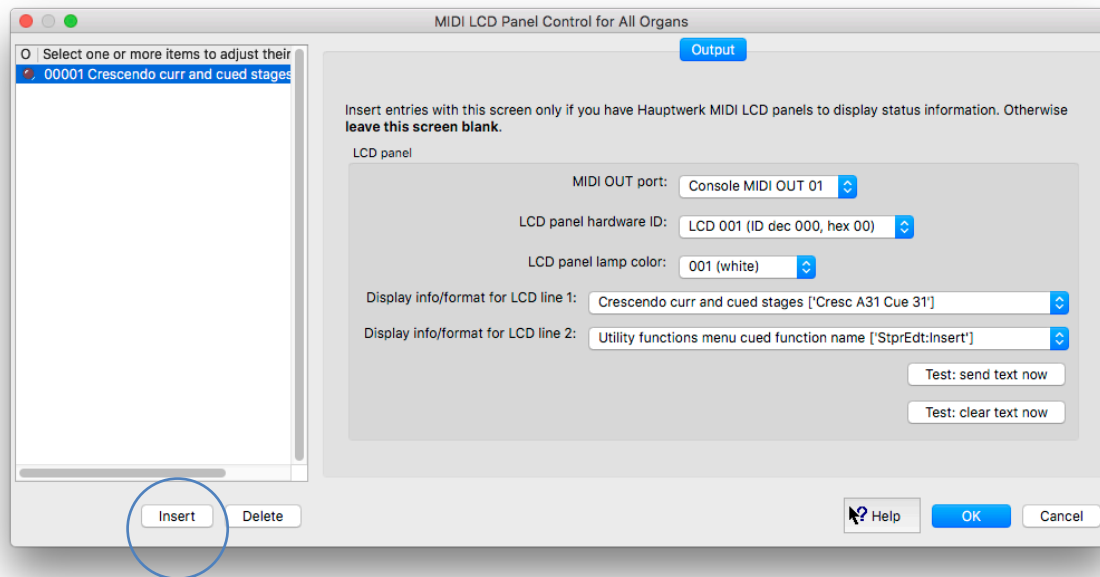 MIDI LCD Panel Control for All Organs
O Select one or more items to adjust their
00001 Crescendo curr and cued stages
Output
Insert entries with this screen only if you have Hauptwerk MIDI LCD panels to display status information. Otherwise
leave this screen blank.
LCD panel
MIDI OUT port: Console MIDI OUT 01
LCD panel hardware ID: LCD 001 (ID dec 000, hex 00)
LCD panel lamp color: 001 (white)
Display info/format for LCD line 1: Crescendo curr and cued stages ['Cresc A31 Cue 31']
Display info/format for LCD line 2: Utility functions menu cued function name ['StprEdt:Insert']
Test: send text now
Test: clear text now
Insert Delete ? Help OK Cancel